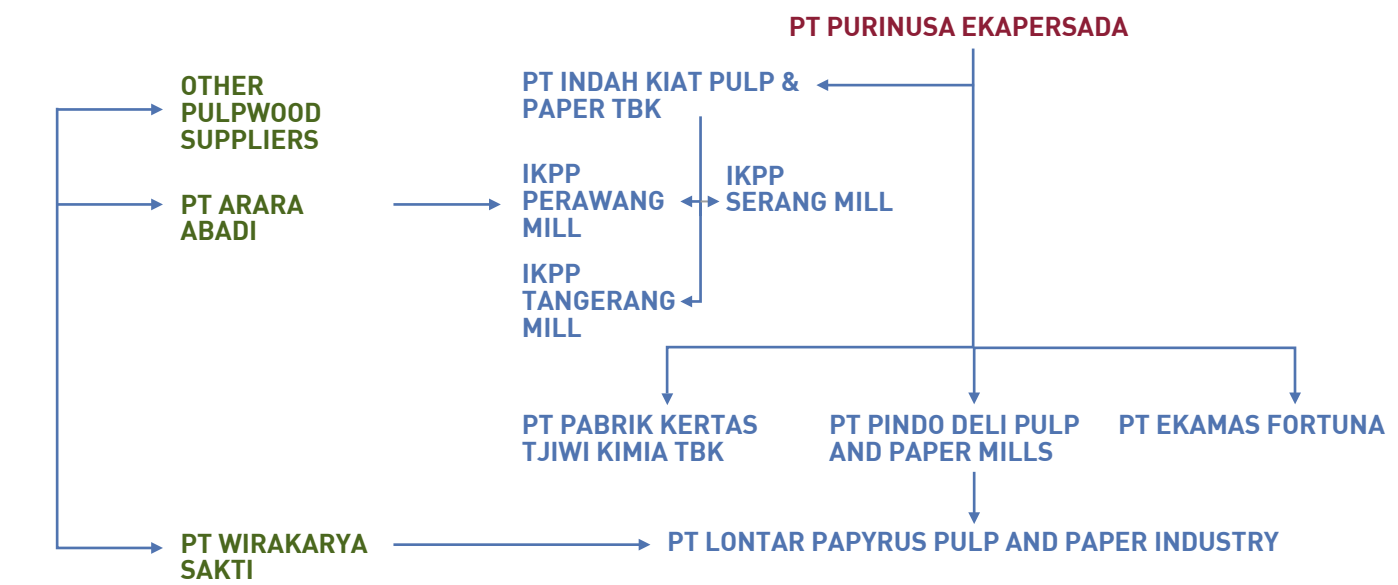 PT PURINUSA EKAPERSADA
OTHER
PULPWOOD
SUPPLIERS
PT INDAH KIAT PULP &
PAPER TBK
PT ARARA
ABADI
IKPP
PERAWANG
MILL
IKPP
SERANG MILL
IKPP
TANGERANG
MILL
PT PABRIK KERTAS
TJIWI KIMIA TBK
PT PINDO DELI PULP
AND PAPER MILLS
PT EKAMAS FORTUNA
PT WIRAKARYA
SAKTI
PT LONTAR PAPYRUS PULP AND PAPER INDUSTRY